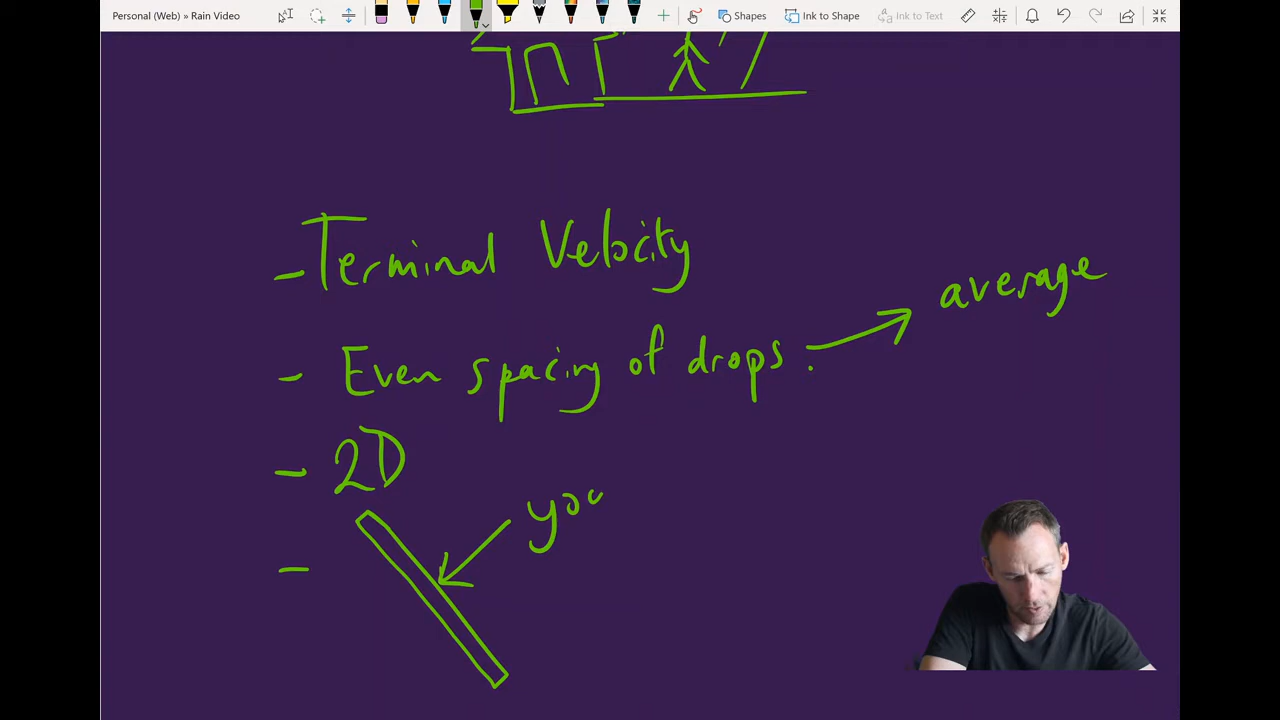 Personal (Web) » Rain Video
Shapes
Ink to Shape
Ink to Text
- Terminal Velocity
average
- Even spacing of drops.
- 2D
you
-